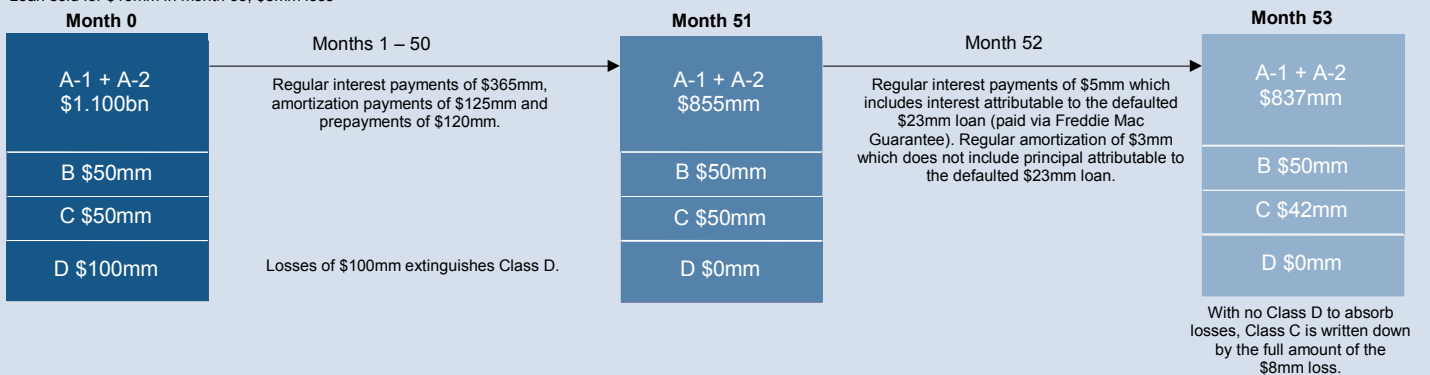 Month 0
A-1 + A-2
$1.100bn
B $50mm
C $50mm
D $100mm
Months 1 – 50
Regular interest payments of $365mm,
amortization payments of $125mm and
prepayments of $120mm.
Losses of $100mm extinguishes Class D.
Month 51
A-1 + A-2
$855mm
B $50mm
C $50mm
D $0mm
Month 52
Regular interest payments of $5mm which
includes interest attributable to the defaulted
$23mm loan (paid via Freddie Mac
Guarantee). Regular amortization of $3mm
which does not include principal attributable to
the defaulted $23mm loan.
Month 53
A-1 + A-2
$837mm
B $50mm
C $42mm
D $0mm
With no Class D to absorb
losses, Class C is written down
by the full amount of the
$8mm loss.